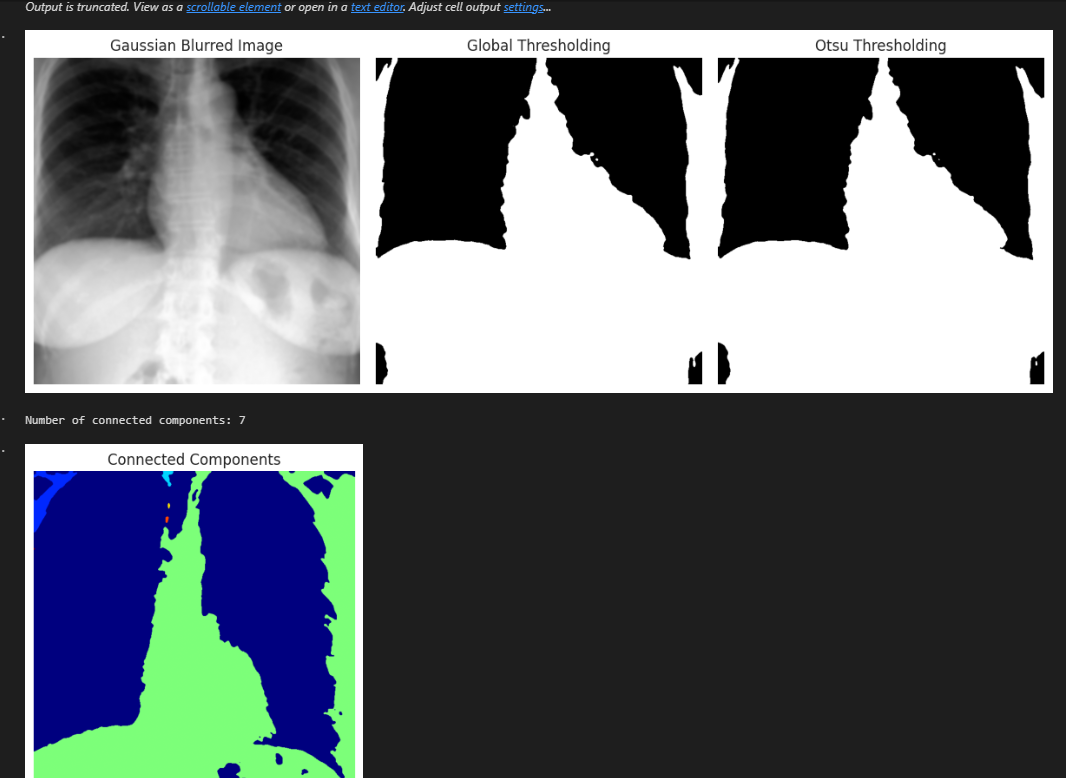 Output is truncated. View as a scrollable element or open in a text editor. Adjust cell output settings...
Gaussian Blurred Image
Global Thresholding
Otsu Thresholding
Number of connected components: 7
Connected Components